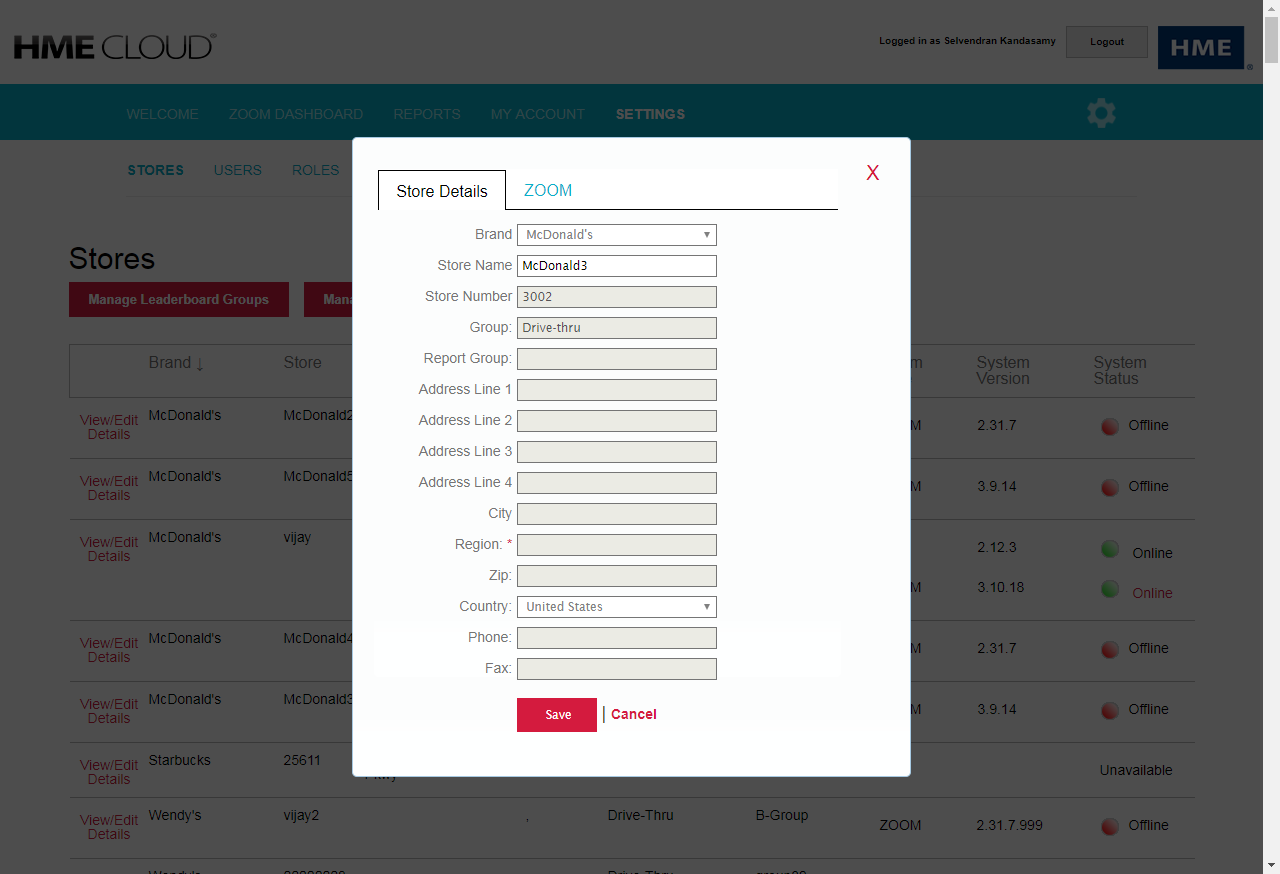 HME CLOUD®
Logged in as Selvendran Kandasamy
Logout
HME®
WELCOME ZOOM DASHBOARD REPORTS MY ACCOUNT SETTINGS
STORES USERS ROLES
X
Store Details ZOOM
Brand McDonald's
Store Name McDonald3
Store Number 3002
Group: Drive-thru
Report Group:
Address Line 1
Address Line 2
Address Line 3
Address Line 4
City
Region: *
Zip:
Country: United States
Phone:
Fax:
Save | Cancel
Stores
Manage Leaderboard Groups
Brand ↓ Store System Version System Status
View/Edit Details McDonald's McDonald2 2.31.7 Offline
View/Edit Details McDonald's McDonald5 3.9.14 Offline
View/Edit Details McDonald's vijay 2.12.3 Online
3.10.18 Online
View/Edit Details McDonald's McDonald4 2.31.7 Offline
View/Edit Details McDonald's McDonald3 3.9.14 Offline
View/Edit Details Starbucks 25611 Unavailable
View/Edit Details Wendy's vijay2 , Drive-Thru B-Group ZOOM 2.31.7.999 Offline